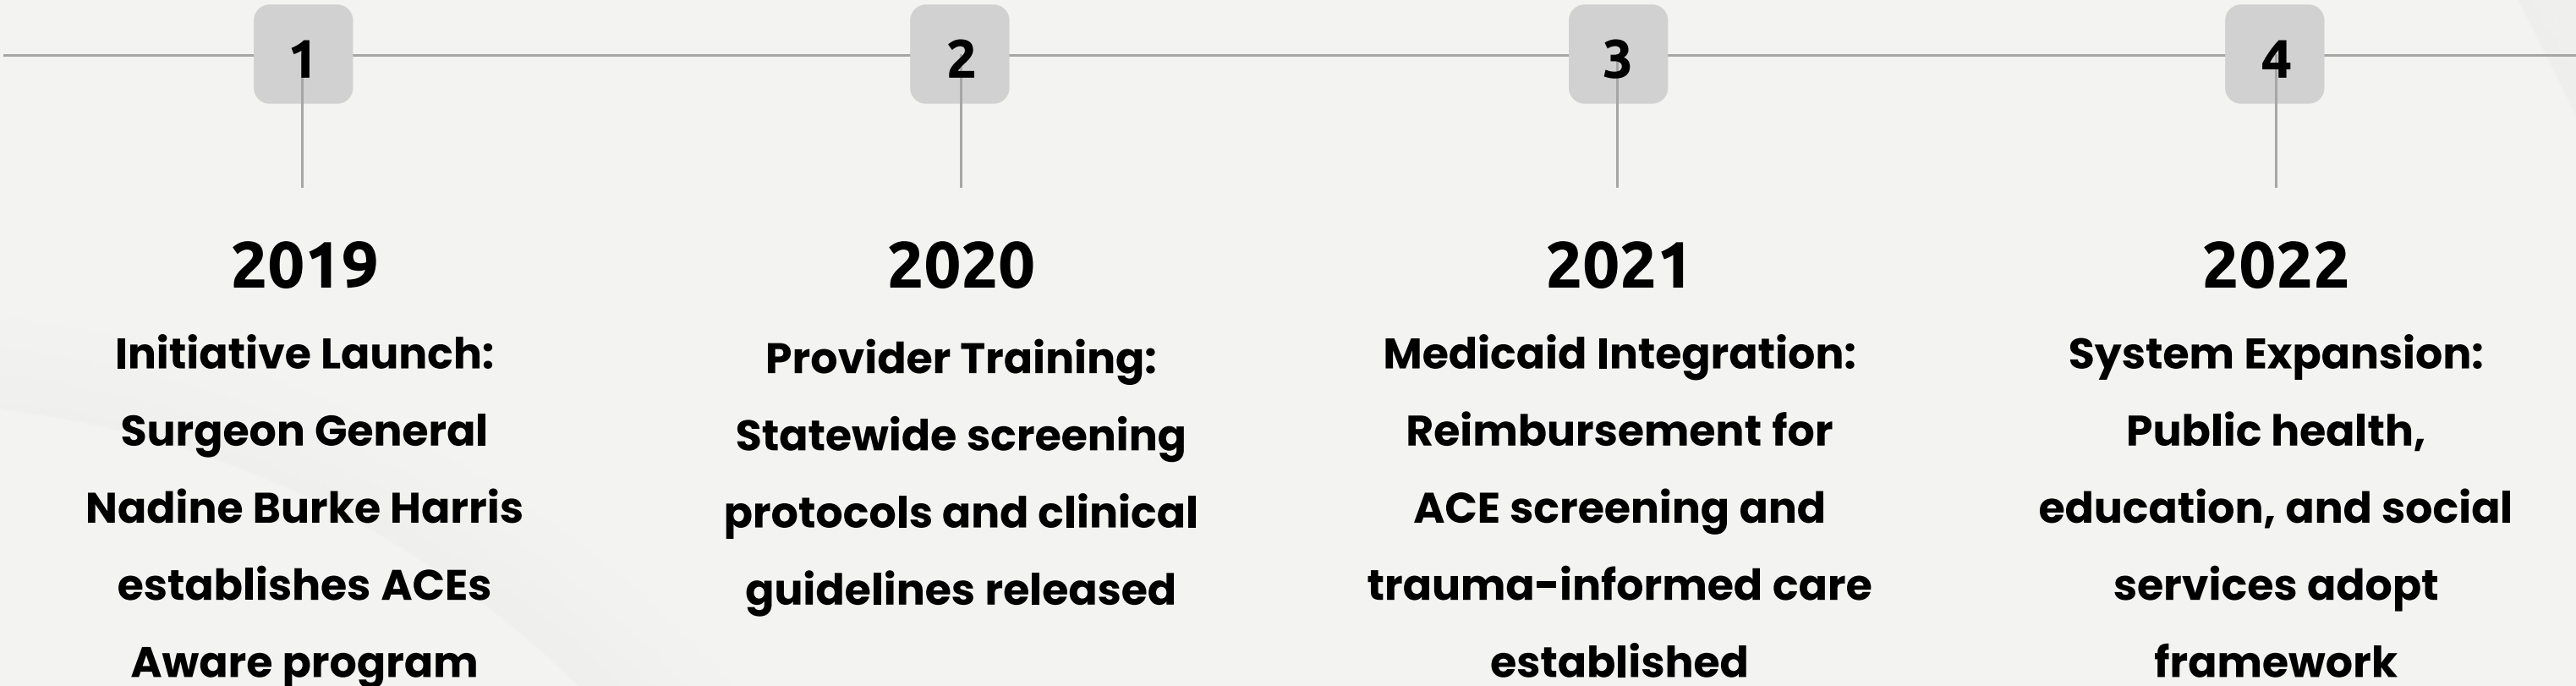 1
2019
Initiative Launch:
Surgeon General
Nadine Burke Harris
establishes ACEs
Aware program
2
2020
Provider Training:
Statewide screening
protocols and clinical
guidelines released
3
2021
Medicaid Integration:
Reimbursement for
ACE screening and
trauma-informed care
established
4
2022
System Expansion:
Public health,
education, and social
services adopt
framework